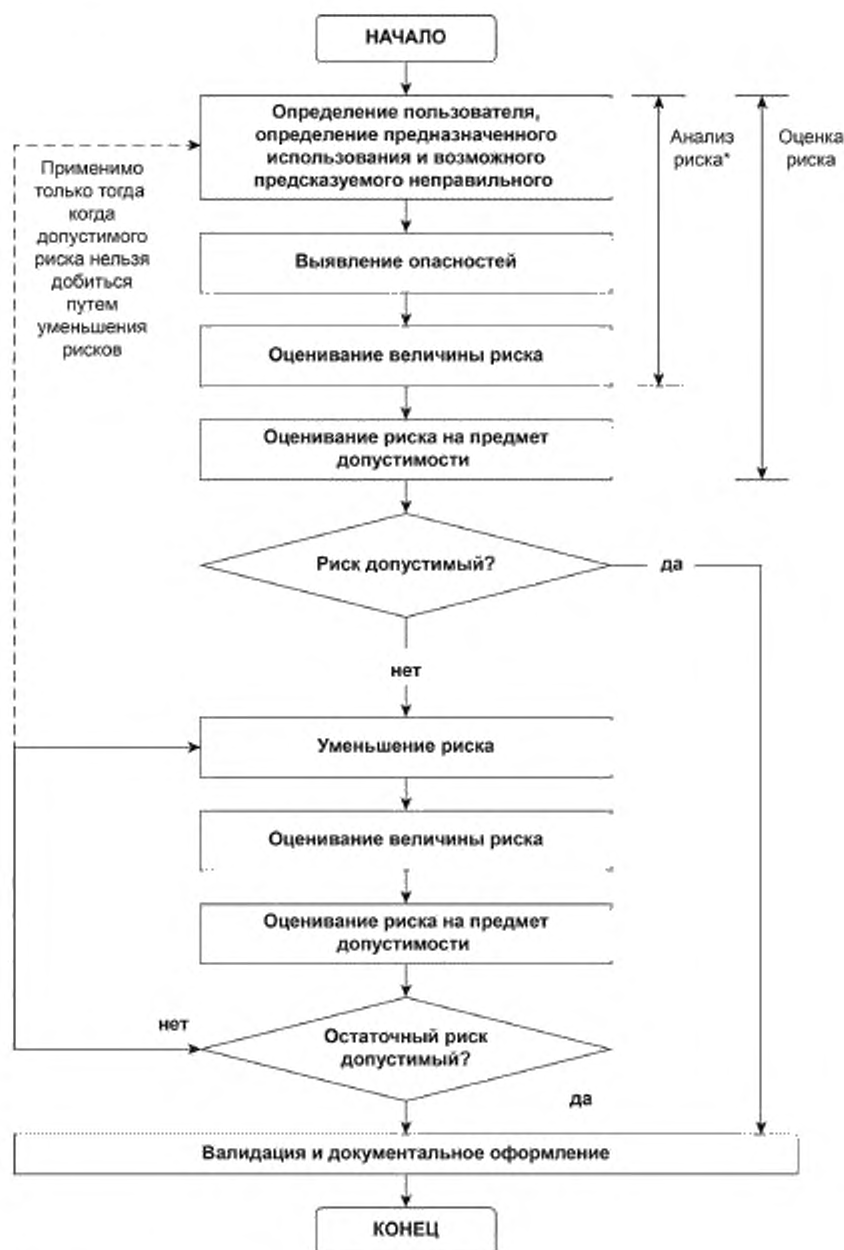 НАЧАЛО
Определение пользователя,
определение предназначенного
использования и возможного
предсказуемого неправильного
Анализ
риска*
Оценка
риска
Применимо
только тогда
когда
допустимого
риска нельзя
добиться
путем
уменьшения
рисков
Выявление опасностей
Оценивание величины риска
Оценивание риска на предмет
допустимости
Риск допустимый?
да
нет
Уменьшение риска
Оценивание величины риска
Оценивание риска на предмет
допустимости
нет
Остаточный риск
допустимый?
да
Валидация и документальное оформление
КОНЕЦ